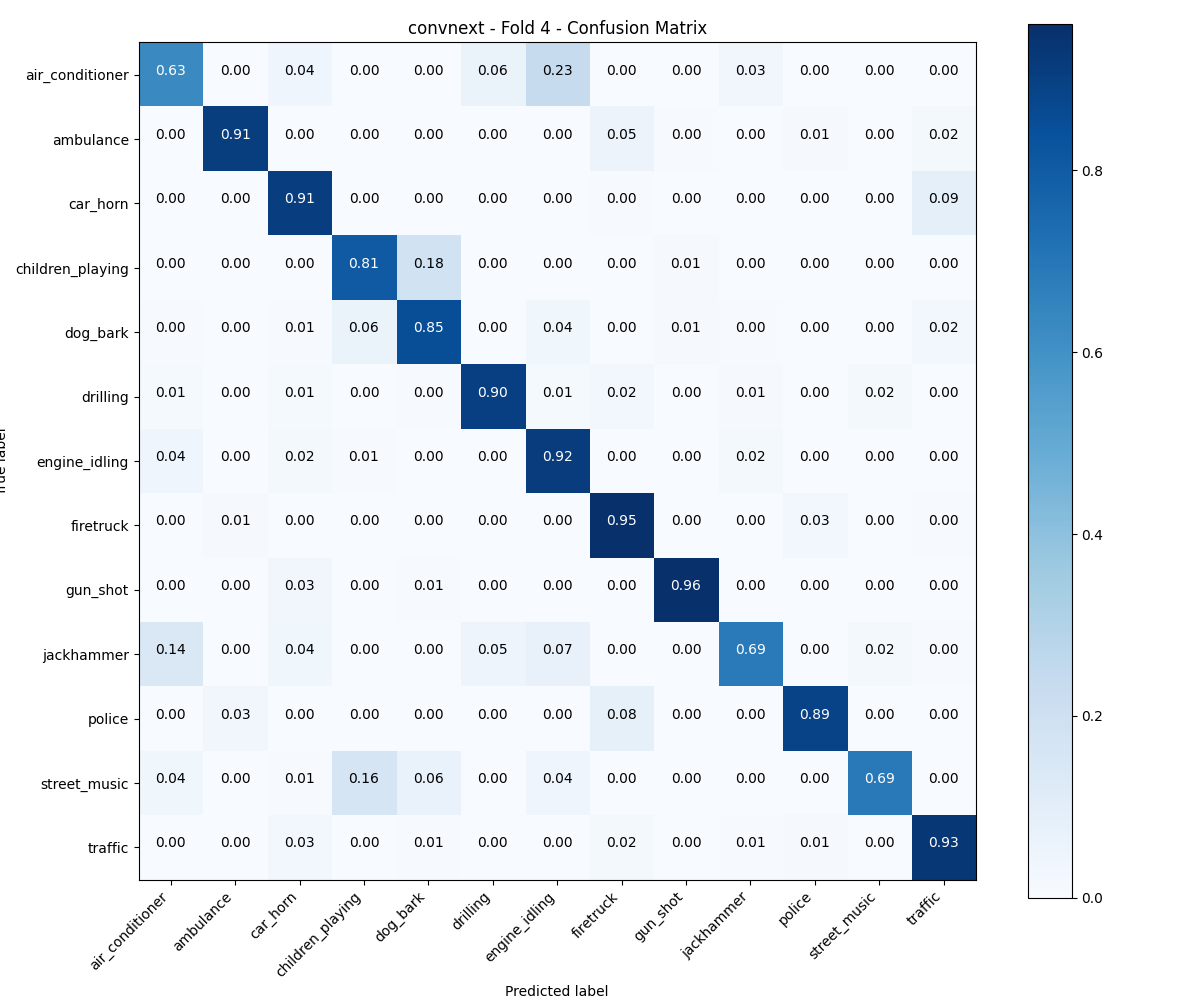 convnext - Fold 4 - Confusion Matrix
air_conditioner 0.63 0.00 0.04 0.00 0.00 0.06 0.23 0.00 0.00 0.03 0.00 0.00 0.00
ambulance 0.00 0.91 0.00 0.00 0.00 0.00 0.00 0.05 0.00 0.00 0.01 0.00 0.02
car_horn 0.00 0.00 0.91 0.00 0.00 0.00 0.00 0.00 0.00 0.00 0.00 0.00 0.09
children_playing 0.00 0.00 0.00 0.81 0.18 0.00 0.00 0.00 0.01 0.00 0.00 0.00 0.00
dog_bark 0.00 0.00 0.01 0.06 0.85 0.00 0.04 0.00 0.01 0.00 0.00 0.00 0.02
drilling 0.01 0.00 0.01 0.00 0.00 0.90 0.01 0.02 0.00 0.01 0.00 0.02 0.00
engine_idling 0.04 0.00 0.02 0.01 0.00 0.00 0.92 0.00 0.00 0.02 0.00 0.00 0.00
firetruck 0.00 0.01 0.00 0.00 0.00 0.00 0.00 0.95 0.00 0.00 0.03 0.00 0.00
gun_shot 0.00 0.00 0.03 0.00 0.01 0.00 0.00 0.00 0.96 0.00 0.00 0.00 0.00
jackhammer 0.14 0.00 0.04 0.00 0.00 0.05 0.07 0.00 0.00 0.69 0.00 0.02 0.00
police 0.00 0.03 0.00 0.00 0.00 0.00 0.00 0.08 0.00 0.00 0.89 0.00 0.00
street_music 0.04 0.00 0.01 0.16 0.06 0.00 0.04 0.00 0.00 0.00 0.00 0.69 0.00
traffic 0.00 0.00 0.03 0.00 0.01 0.00 0.00 0.02 0.00 0.01 0.01 0.00 0.93
air_conditioner ambulance car_horn children_playing dog_bark drilling engine_idling firetruck gun_shot jackhammer police street_music traffic
Predicted label
0.8
0.6
0.4
0.2
0.0